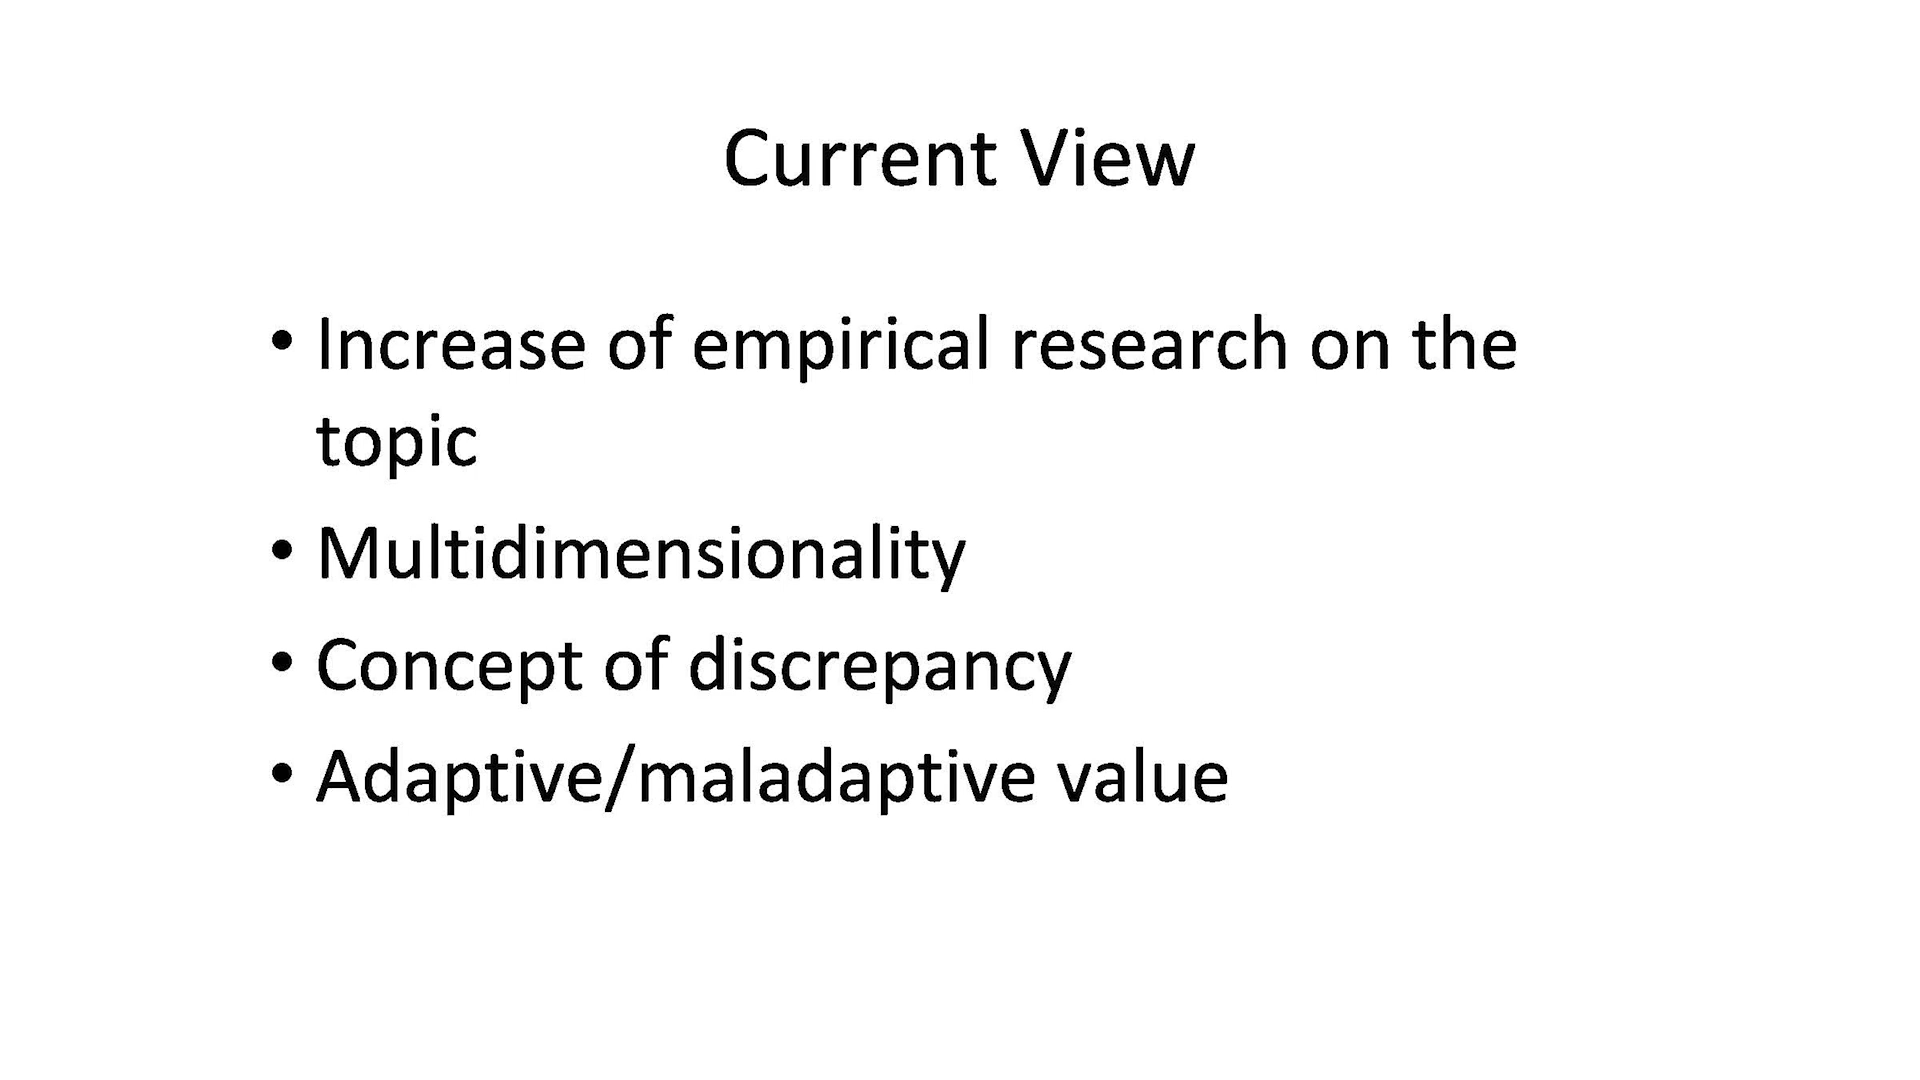 Current View
• Increase of empirical research on the
topic
• Multidimensionality
• Concept of discrepancy
• Adaptive/maladaptive value